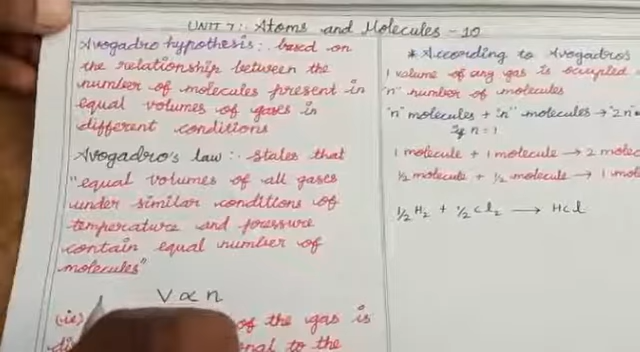 UNIT 7: Atoms and Molecules - 10
Avogadro hypothesis: based on
the relationship between the
number of molecules present in
equal volumes of gases in
different conditions
Avogadro's law: states that
"equal volumes of all gases
under similar conditions of
temperature and pressure
contain equal number of
molecules"
V ∝ n
(ie)
of the gas is
to the
* According to Avogadro's
1 volume of any gas is occupied
"n" number of molecules
"n" molecules + "n" molecules → "2n"
If n = 1
1 molecule + 1 molecule → 2
½ molecule + ½ molecule → 1
½ H₂ + ½ Cl₂ → HCl